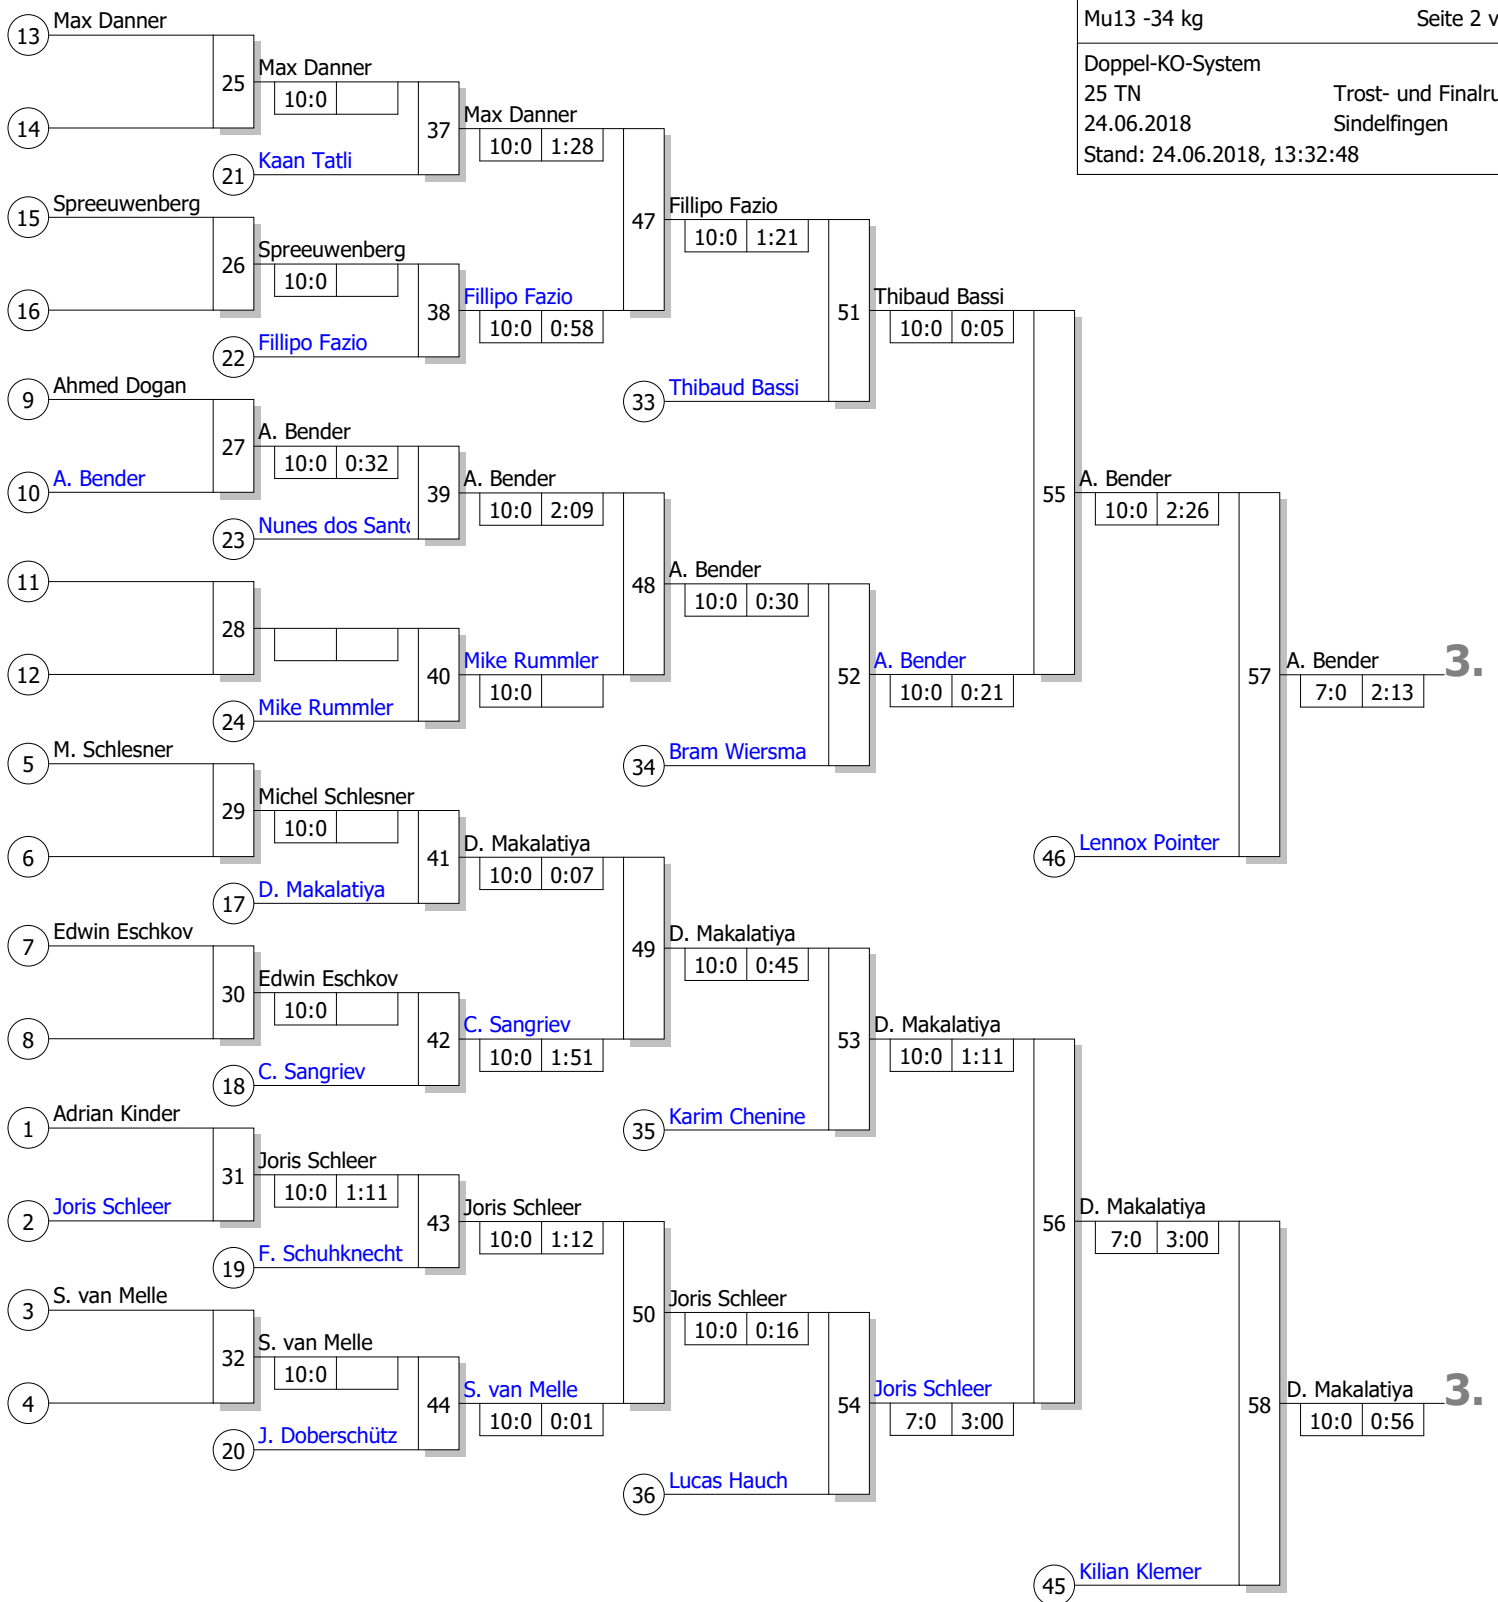 Mu13 -34 kg Seite 2 v
Doppel-KO-System
25 TN Trost- und Finalru
24.06.2018 Sindelfingen
Stand: 24.06.2018, 13:32:48
13 Max Danner
25 Max Danner
10:0
14
37 Max Danner
10:0 1:28
21 Kaan Tatli
15 Spreeuwenberg
47 Fillipo Fazio
10:0 1:21
26 Spreeuwenberg
10:0
16
38 Fillipo Fazio
10:0 0:58
22 Fillipo Fazio
51 Thibaud Bassi
10:0 0:05
9 Ahmed Dogan
33 Thibaud Bassi
27 A. Bender
10:0 0:32
10 A. Bender
39 A. Bender
10:0 2:09
23 Nunes dos Santo
55 A. Bender
10:0 2:26
11
48 A. Bender
10:0 0:30
28
12
40 Mike Rummler
10:0
24 Mike Rummler
52 A. Bender
10:0 0:21
57 A. Bender 3.
7:0 2:13
5 M. Schlesner
34 Bram Wiersma
29 Michel Schlesner
10:0
6
41 D. Makalatiya
10:0 0:07
46 Lennox Pointer
17 D. Makalatiya
7 Edwin Eschkov
49 D. Makalatiya
10:0 0:45
30 Edwin Eschkov
10:0
8
42 C. Sangriev
10:0 1:51
18 C. Sangriev
53 D. Makalatiya
10:0 1:11
1 Adrian Kinder
35 Karim Chenine
31 Joris Schleer
10:0 1:11
2 Joris Schleer
43 Joris Schleer
10:0 1:12
19 F. Schuhknecht
56 D. Makalatiya
7:0 3:00
3 S. van Melle
50 Joris Schleer
10:0 0:16
32 S. van Melle
10:0
4
44 S. van Melle
10:0 0:01
20 J. Doberschütz
54 Joris Schleer
7:0 3:00
58 D. Makalatiya 3.
10:0 0:56
36 Lucas Hauch
45 Kilian Klemer